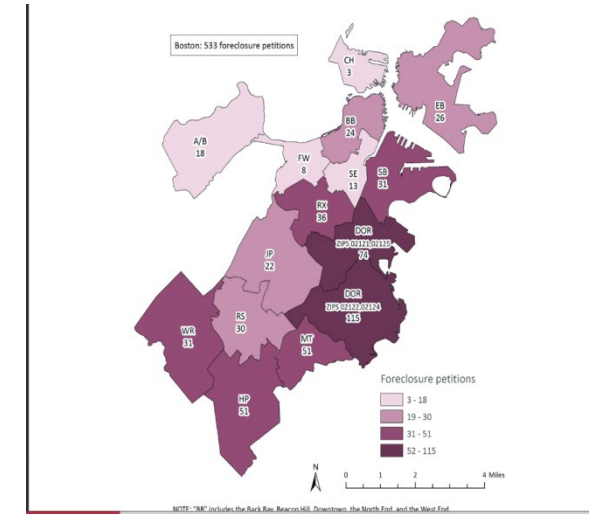 Boston: 533 foreclosure petitions
CH
3
EB
26
BB
24
A/B
18
FW
8
SE
13
SB
31
RX
36
DOR
ZIPS 02121,02125
74
JP
22
DOR
ZIPS 02122,02124
115
RS
30
WR
31
MT
51
HP
51
Foreclosure petitions
3 - 18
19 - 30
31 - 51
52 - 115
N
0 1 2 4 Miles
NOTE: "BB" includes the Back Bay, Beacon Hill, Downtown, the North End, and the West End.